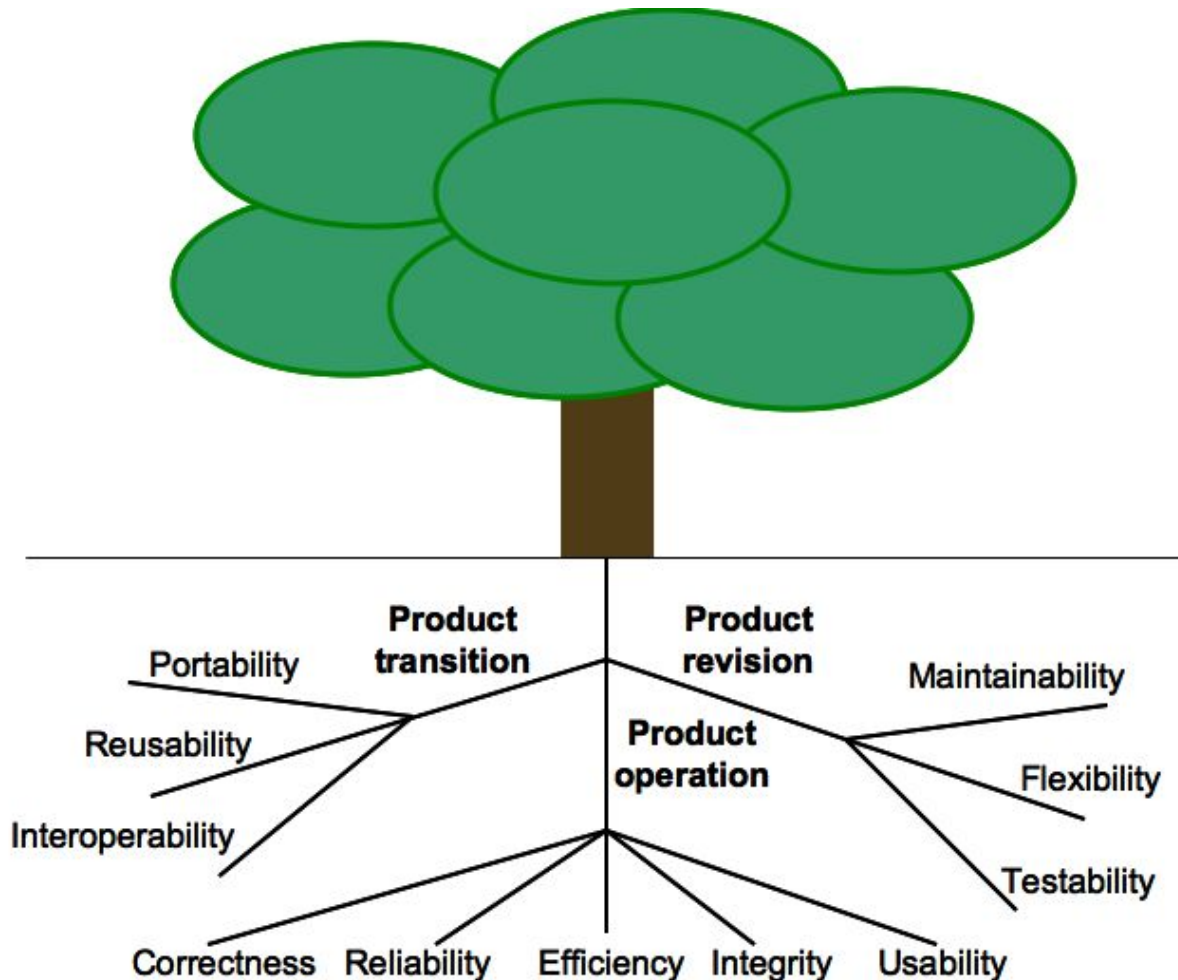 Product
transition
Product
revision
Portability
Maintainability
Reusability
Product
operation
Flexibility
Interoperability
Testability
Correctness
Reliability
Efficiency
Integrity
Usability